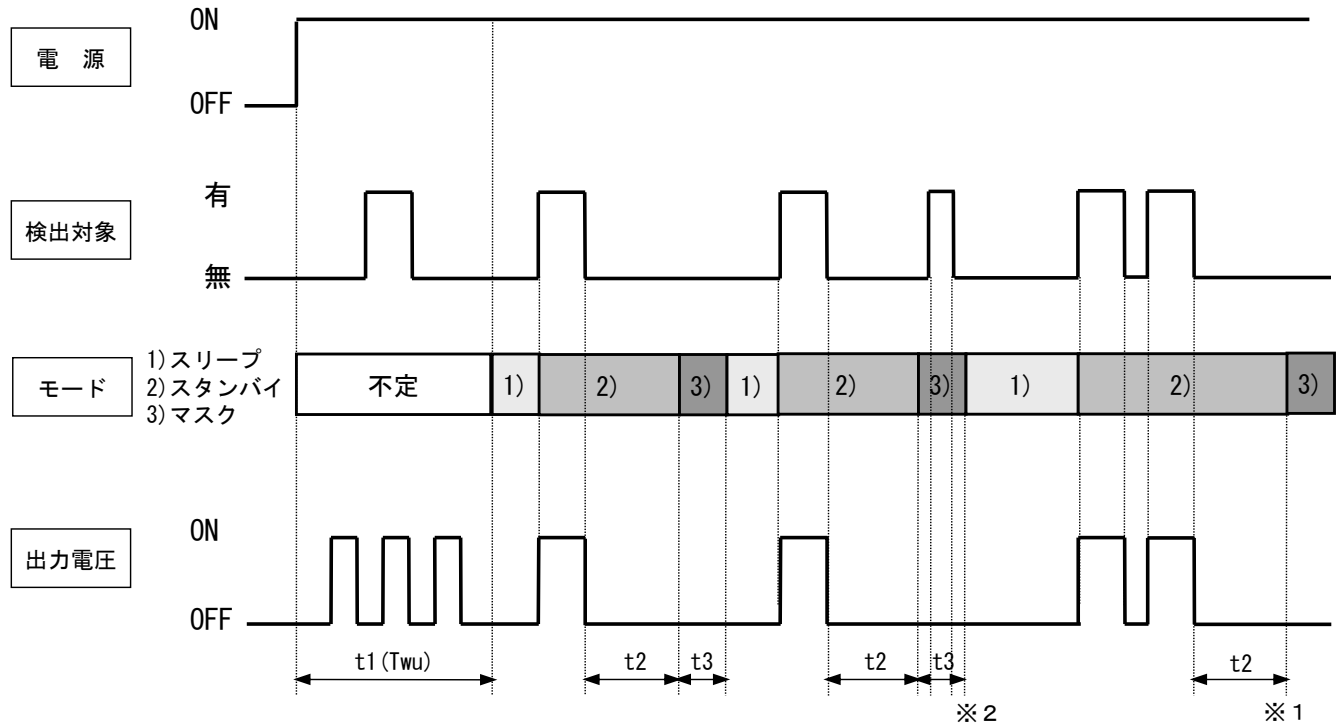 ON
電 源
OFF
有
検出対象
無
1)スリープ
モード
2)スタンバイ
3)マスク
不定
1)
2)
3)
1)
2)
3)
1)
2)
3)
ON
出力電圧
OFF
t1(Twu)
t2
t3
t2
t3
t2
※2
※1